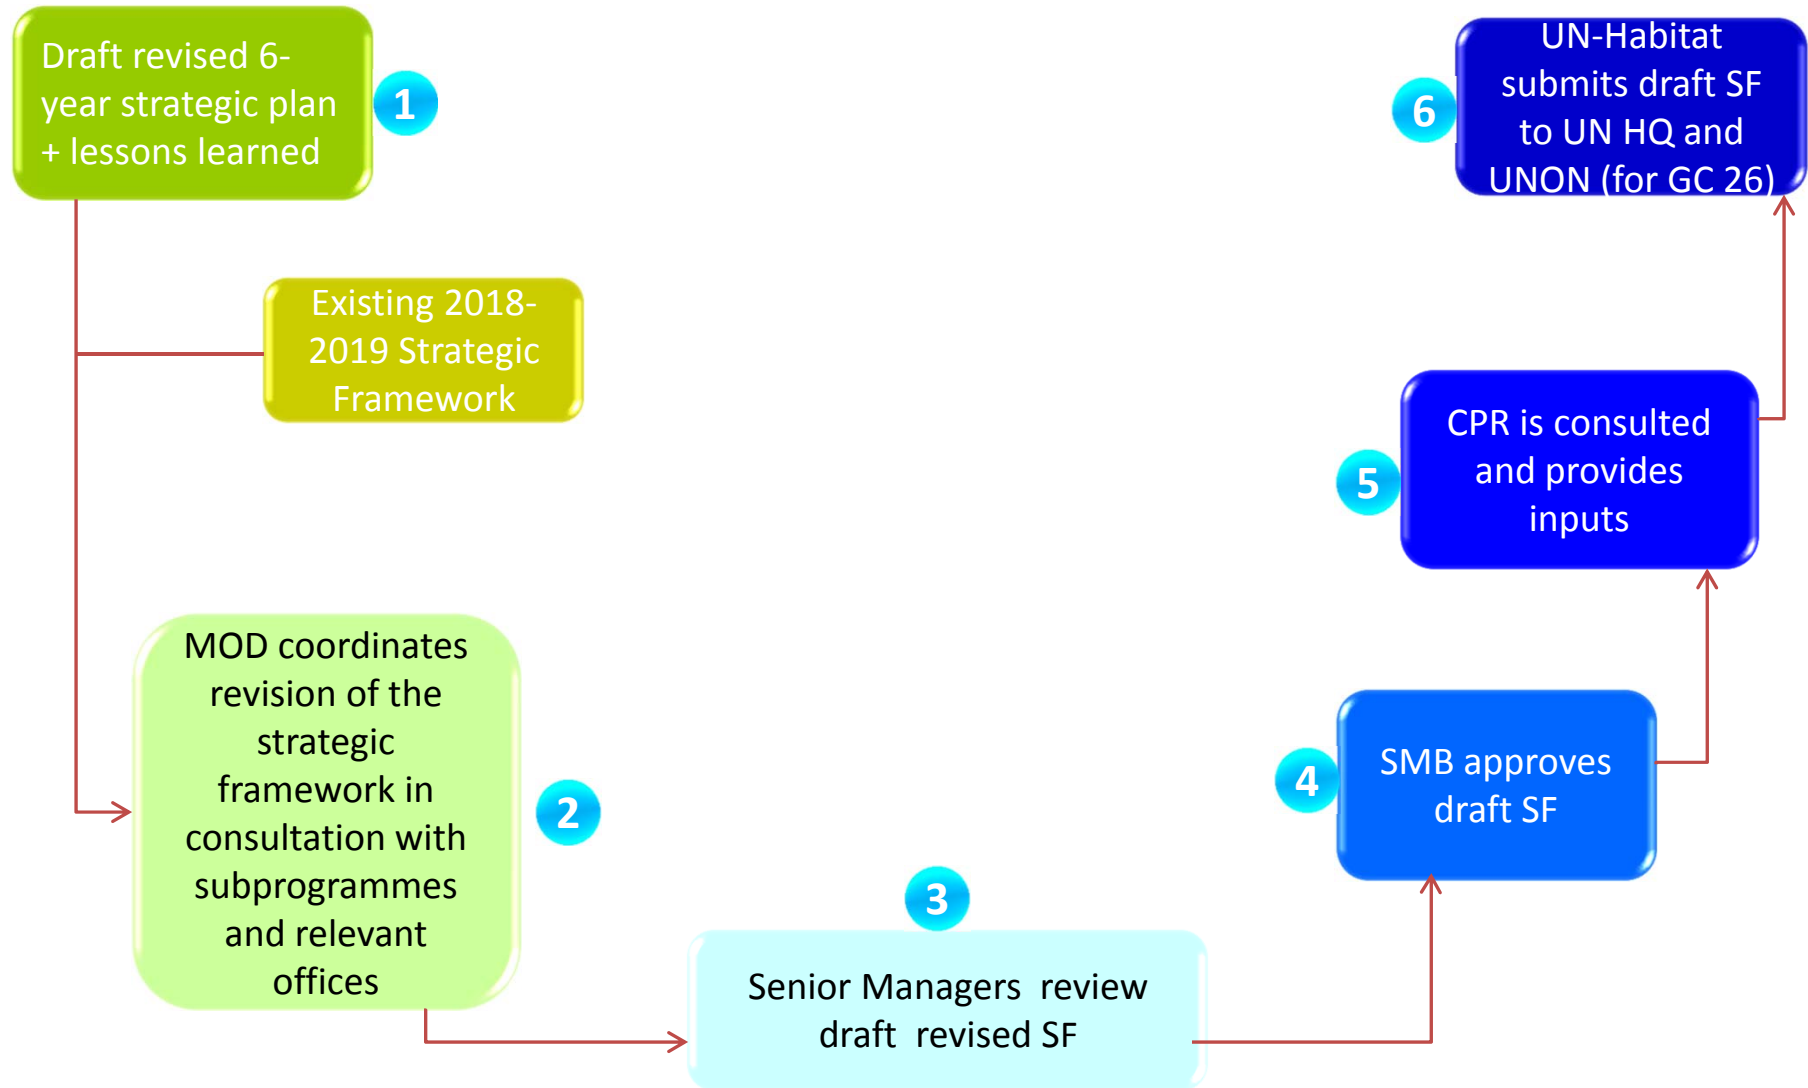 Draft revised 6-
year strategic plan
+ lessons learned
1
Existing 2018-
2019 Strategic
Framework
MOD coordinates
revision of the
strategic
framework in
consultation with
subprogrammes
and relevant
offices
2
3
Senior Managers review
draft revised SF
4
SMB approves
draft SF
5
CPR is consulted
and provides
inputs
6
UN-Habitat
submits draft SF
to UN HQ and
UNON (for GC 26)